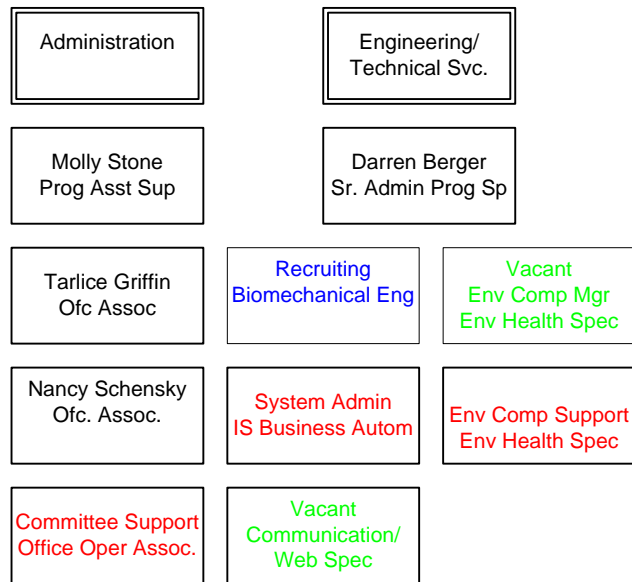 Administration
Engineering/
Technical Svc.
Molly Stone
Prog Asst Sup
Darren Berger
Sr. Admin Prog Sp
Tarlice Griffin
Ofc Assoc
Recruiting
Biomechanical Eng
Vacant
Env Comp Mgr
Env Health Spec
Nancy Schensky
Ofc. Assoc.
System Admin
IS Business Autom
Env Comp Support
Env Health Spec
Committee Support
Office Oper Assoc.
Vacant
Communication/
Web Spec